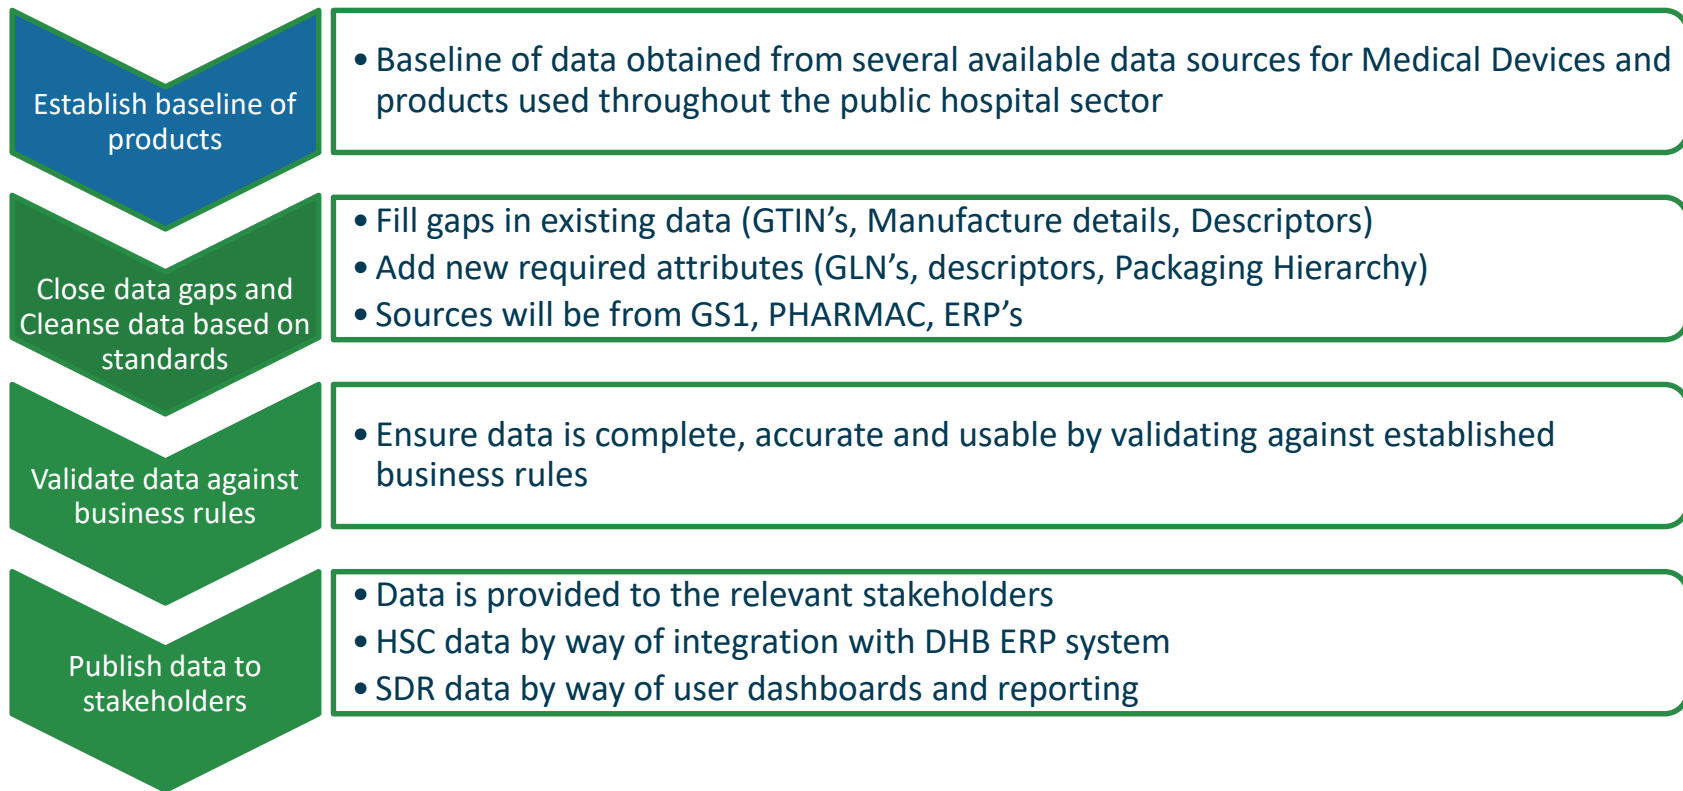 Establish baseline of
products
• Baseline of data obtained from several available data sources for Medical Devices and
products used throughout the public hospital sector
Close data gaps and
Cleanse data based on
standards
• Fill gaps in existing data (GTIN’s, Manufacture details, Descriptors)
• Add new required attributes (GLN’s, descriptors, Packaging Hierarchy)
• Sources will be from GS1, PHARMAC, ERP’s
Validate data against
business rules
• Ensure data is complete, accurate and usable by validating against established
business rules
Publish data to
stakeholders
• Data is provided to the relevant stakeholders
• HSC data by way of integration with DHB ERP system
• SDR data by way of user dashboards and reporting